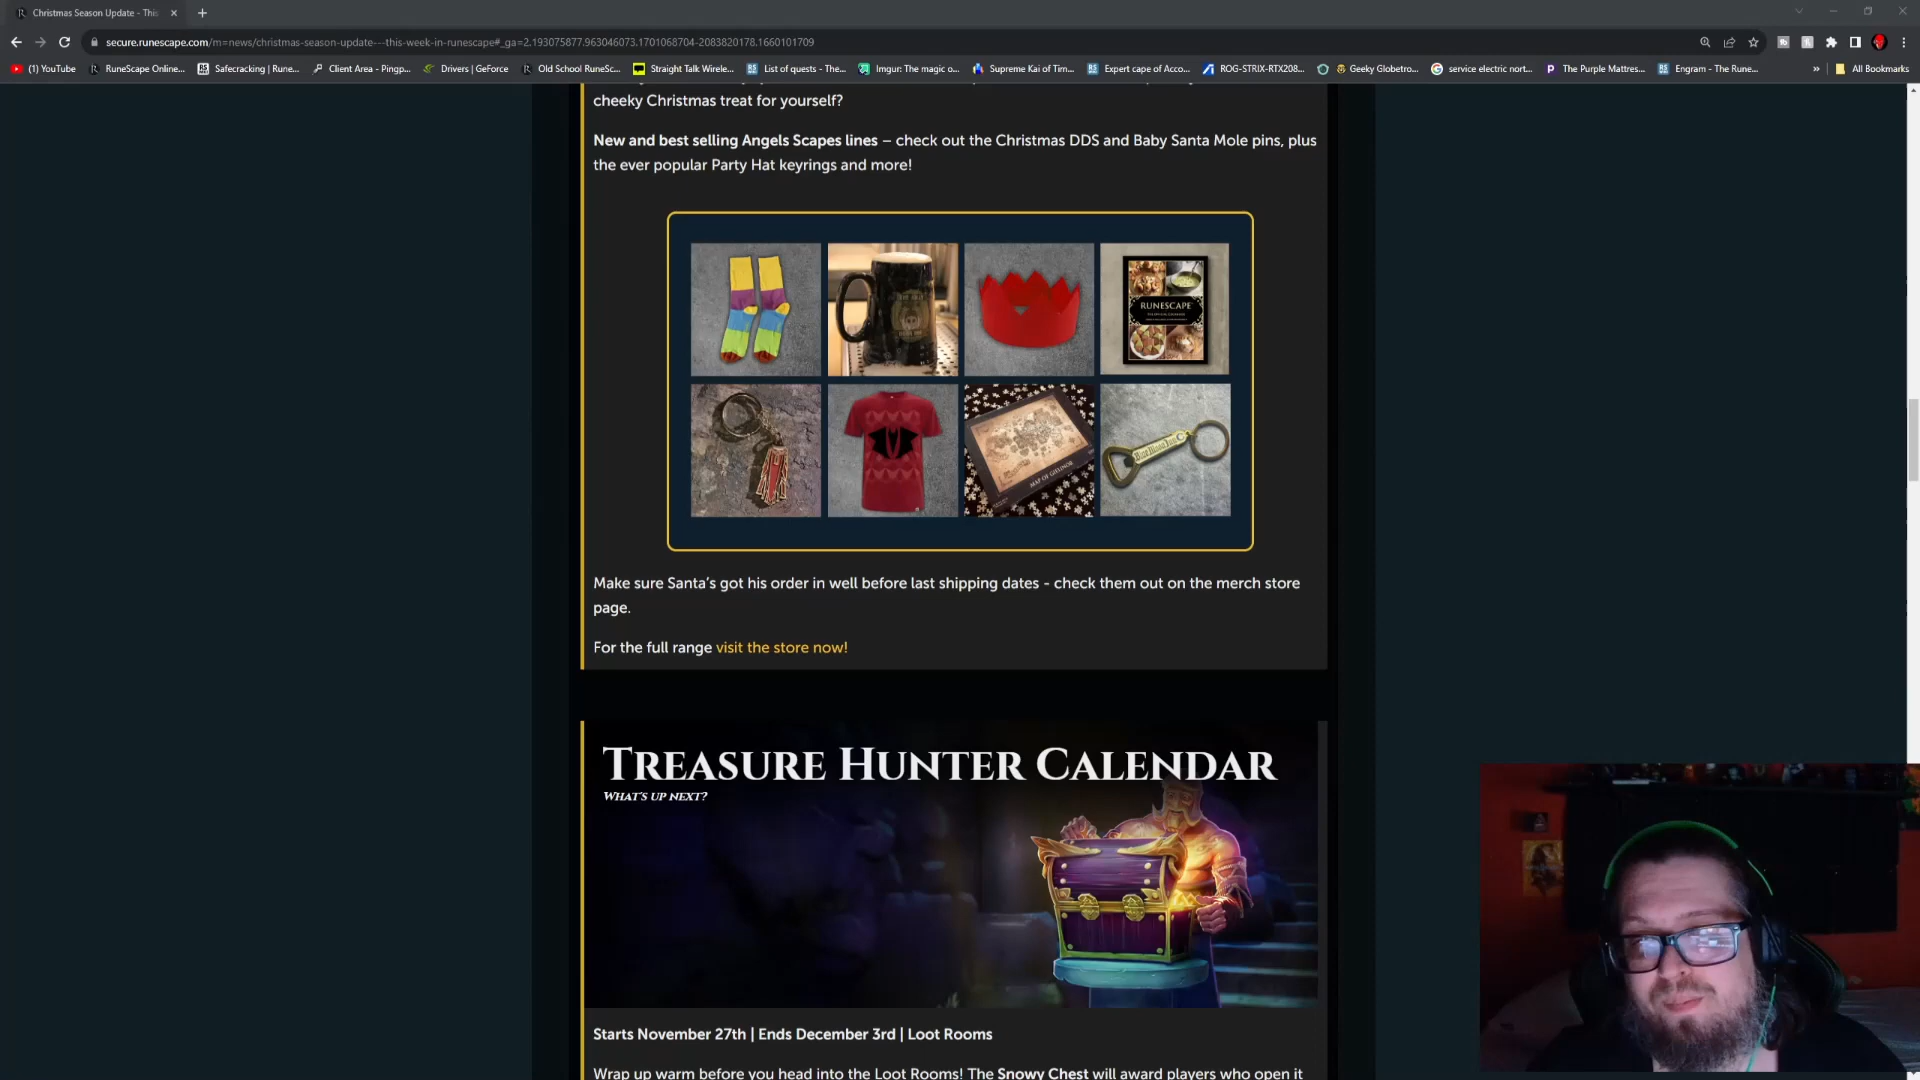 Christmas Season Update - This
secure.runescape.com/m=news/christmas-season-update---this-week-in-runescape#_ga=2.193075877.963046073.1701068704-2083820178.1660101709
(1) YouTube
RuneScape Online...
Safecracking | Rune...
Client Area - Pingp...
Drivers | GeForce
Old School RuneSc...
Straight Talk Wirele...
List of quests - The...
Imgur: The magic o...
Supreme Kai of Tim...
Expert cape of Acco...
ROG-STRIX-RTX208...
Geeky Globetro...
service electric nort...
The Purple Mattres...
Engram - The Rune...
»
All Bookmarks
cheeky Christmas treat for yourself?
New and best selling Angels Scapes lines – check out the Christmas DDS and Baby Santa Mole pins, plus
the ever popular Party Hat keyrings and more!
RUNESCAPE
MAP OF GIELINOR
Make sure Santa's got his order in well before last shipping dates - check them out on the merch store
page.
For the full range visit the store now!
TREASURE HUNTER CALENDAR
WHAT'S UP NEXT?
Starts November 27th | Ends December 3rd | Loot Rooms
Wrap up warm before you head into the Loot Rooms! The Snowy Chest will award players who open it